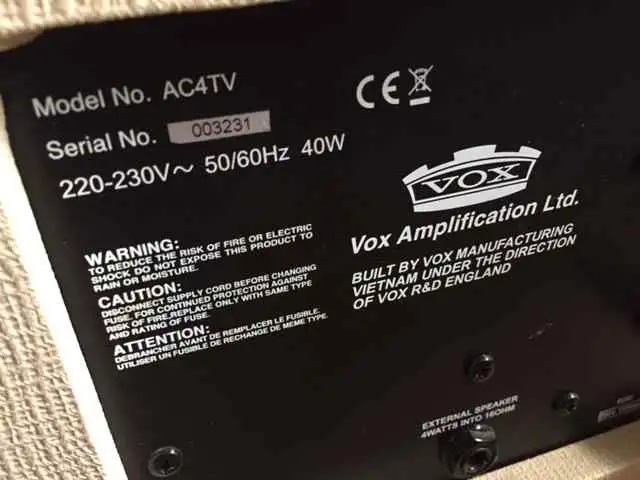 Model No. AC4TV
Serial No. 003231
220-230V~ 50/60Hz 40W
VOX
Vox Amplification Ltd.
BUILT BY VOX MANUFACTURING
VIETNAM UNDER THE DIRECTION
OF VOX R&D ENGLAND
WARNING:
TO REDUCE THE RISK OF FIRE OR ELECTRIC
SHOCK DO NOT EXPOSE THIS PRODUCT TO
RAIN OR MOISTURE.
CAUTION:
DISCONNECT SUPPLY CORD BEFORE CHANGING
FUSE. FOR CONTINUED PROTECTION AGAINST
RISK OF FIRE,REPLACE ONLY WITH SAME TYPE
AND RATING OF FUSE.
ATTENTION:
DEBRANCHER AVANT DE REMPLACER LE FUSIBLE.
UTILISER UN FUSIBLE DE RECHANGE DE MEME TYPE.
EXTERNAL SPEAKER
4WATTS INTO 16OHM